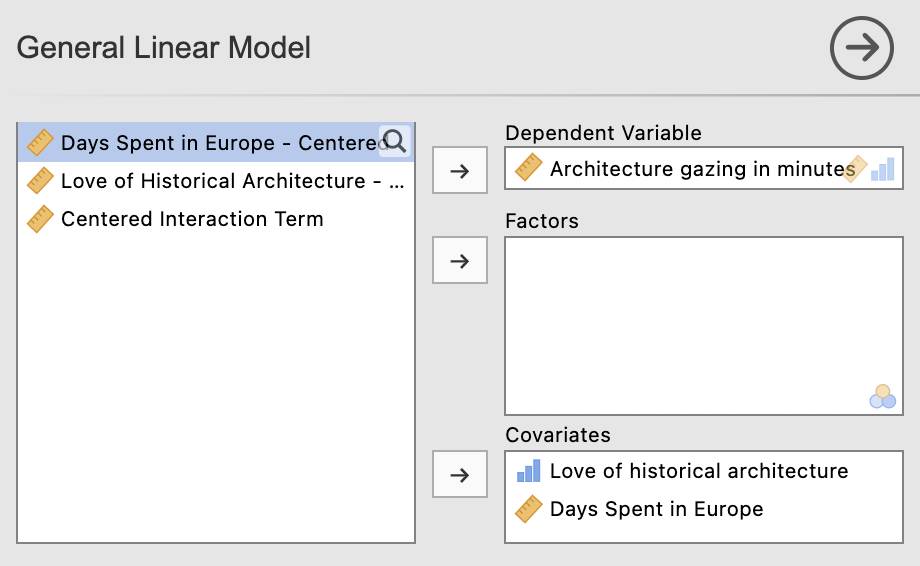 General Linear Model
Days Spent in Europe - Centered
Love of Historical Architecture - ...
Centered Interaction Term
Dependent Variable
Architecture gazing in minutes
Factors
Covariates
Love of historical architecture
Days Spent in Europe